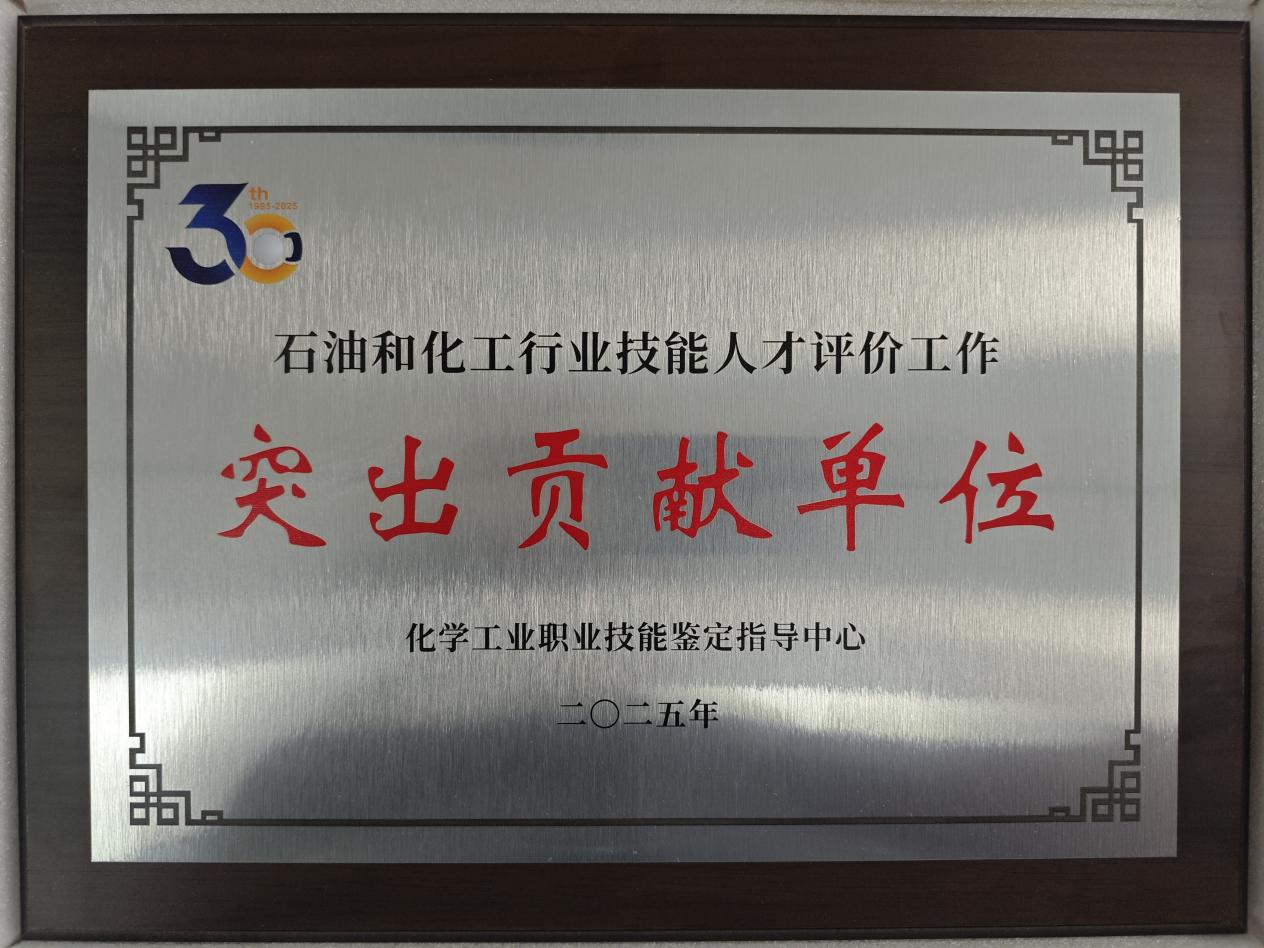 30th
1993-2025
石油和化工行业技能人才评价工作
突出贡献单位
化学工业职业技能鉴定指导中心
二〇二五年